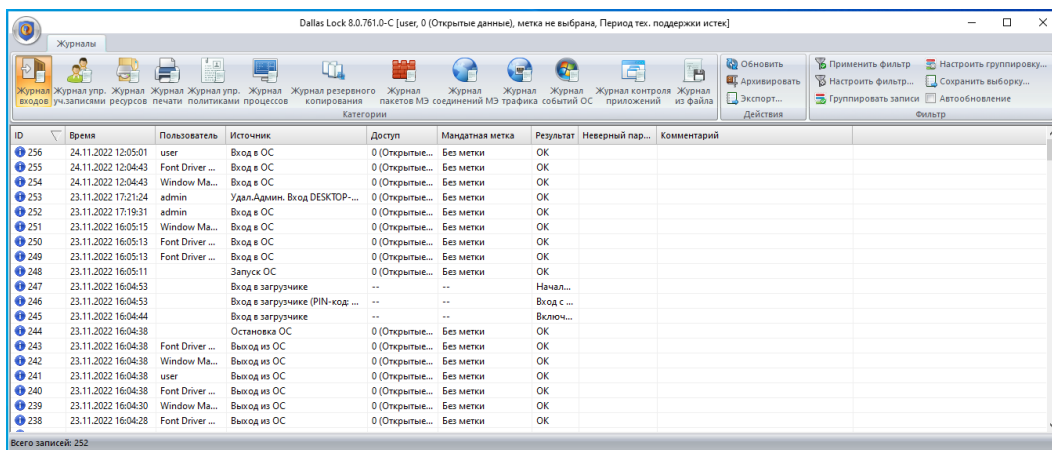 Dallas Lock 8.0.761.0-C [user, 0 (Открытые данные), метка не выбрана, Период тех. поддержки истек]
Журналы
Журнал входов
Журнал упр. уч.записями
Журнал ресурсов
Журнал печати
Журнал упр. политиками
Журнал процессов
Журнал резервного копирования
Журнал пакетов МЭ
Журнал соединений МЭ
Журнал трафика
Журнал событий ОС
Журнал контроля приложений
Журнал из файла
Категории
Обновить
Архивировать
Экспорт...
Действия
Применить фильтр
Настроить фильтр...
Группировать записи
Настроить группировку...
Сохранить выборку...
Автообновление
Фильтр
ID Время Пользователь Источник Доступ Мандатная метка Результат Неверный пар... Комментарий
256 24.11.2022 12:05:01 user Вход в ОС 0 (Открытые... Без метки OK
255 24.11.2022 12:04:43 Font Driver ... Вход в ОС 0 (Открытые... Без метки OK
254 24.11.2022 12:04:43 Window Ma... Вход в ОС 0 (Открытые... Без метки OK
253 23.11.2022 17:21:24 admin Удал.Админ. Вход DESKTOP-... 0 (Открытые... Без метки OK
252 23.11.2022 17:19:31 admin Вход в ОС 0 (Открытые... Без метки OK
251 23.11.2022 16:05:15 Window Ma... Вход в ОС 0 (Открытые... Без метки OK
250 23.11.2022 16:05:13 Font Driver ... Вход в ОС 0 (Открытые... Без метки OK
249 23.11.2022 16:05:13 Font Driver ... Вход в ОС 0 (Открытые... Без метки OK
248 23.11.2022 16:05:11 Запуск ОС 0 (Открытые... Без метки OK
247 23.11.2022 16:04:53 Вход в загрузчике -- -- Начал...
246 23.11.2022 16:04:53 Вход в загрузчике (PIN-код: ... -- -- Вход с ...
245 23.11.2022 16:04:44 Вход в загрузчике -- -- Включ...
244 23.11.2022 16:04:38 Остановка ОС 0 (Открытые... Без метки OK
243 23.11.2022 16:04:38 Font Driver ... Выход из ОС 0 (Открытые... Без метки OK
242 23.11.2022 16:04:38 Window Ma... Выход из ОС 0 (Открытые... Без метки OK
241 23.11.2022 16:04:38 user Выход из ОС 0 (Открытые... Без метки OK
240 23.11.2022 16:04:38 Font Driver ... Выход из ОС 0 (Открытые... Без метки OK
239 23.11.2022 16:04:30 Window Ma... Выход из ОС 0 (Открытые... Без метки OK
238 23.11.2022 16:04:28 Font Driver ... Выход из ОС 0 (Открытые... Без метки OK
Всего записей: 252